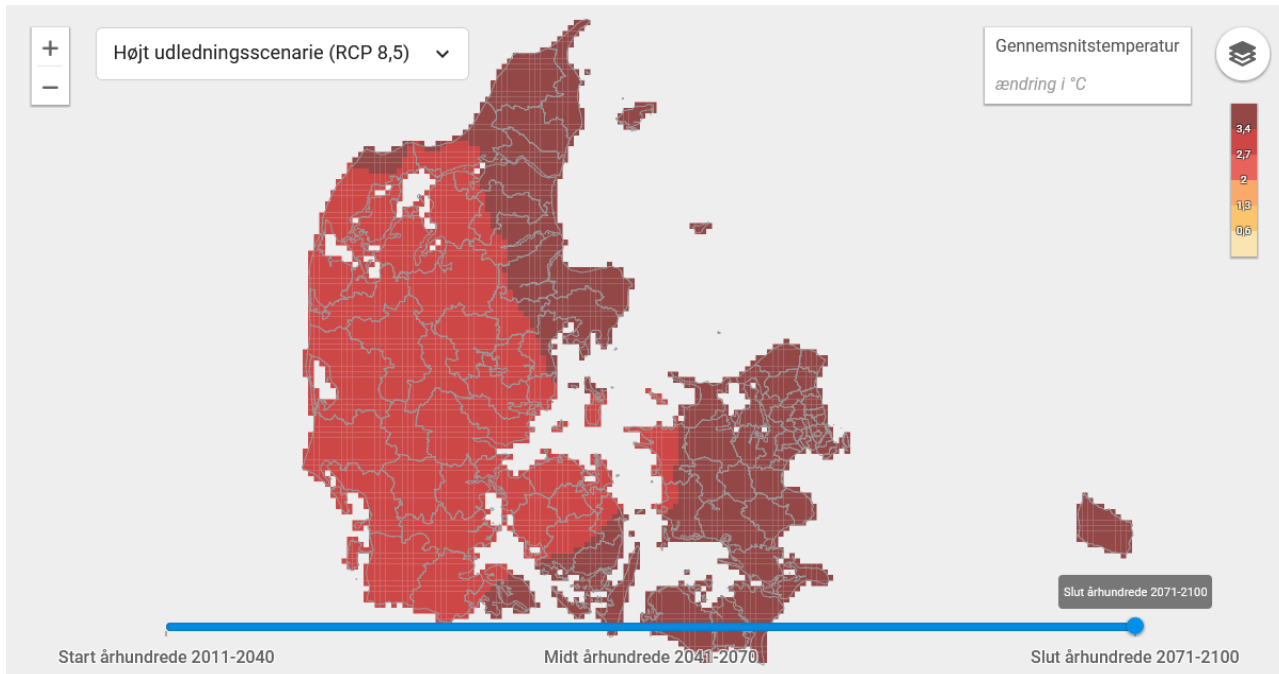 +
Højt udledningsscenarie (RCP 8,5)
−
Gennemsnitstemperatur
ændring i °C
3,4
2,7
2
1,3
0,6
Slut århundrede 2071-2100
Start århundrede 2011-2040
Midt århundrede 2041-2070
Slut århundrede 2071-2100